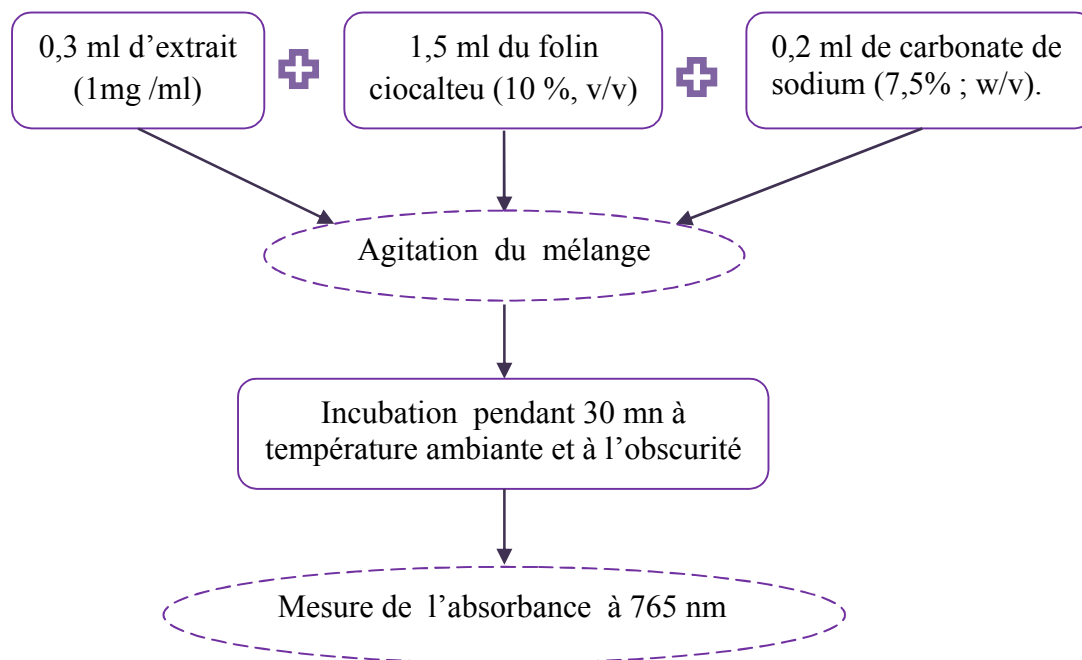 0,3 ml d’extrait
(1mg /ml)
1,5 ml du folin
ciocalteu (10 %, v/v)
0,2 ml de carbonate de
sodium (7,5% ; w/v).
Agitation du mélange
Incubation pendant 30 mn à
température ambiante et à l’obscurité
Mesure de l’absorbance à 765 nm